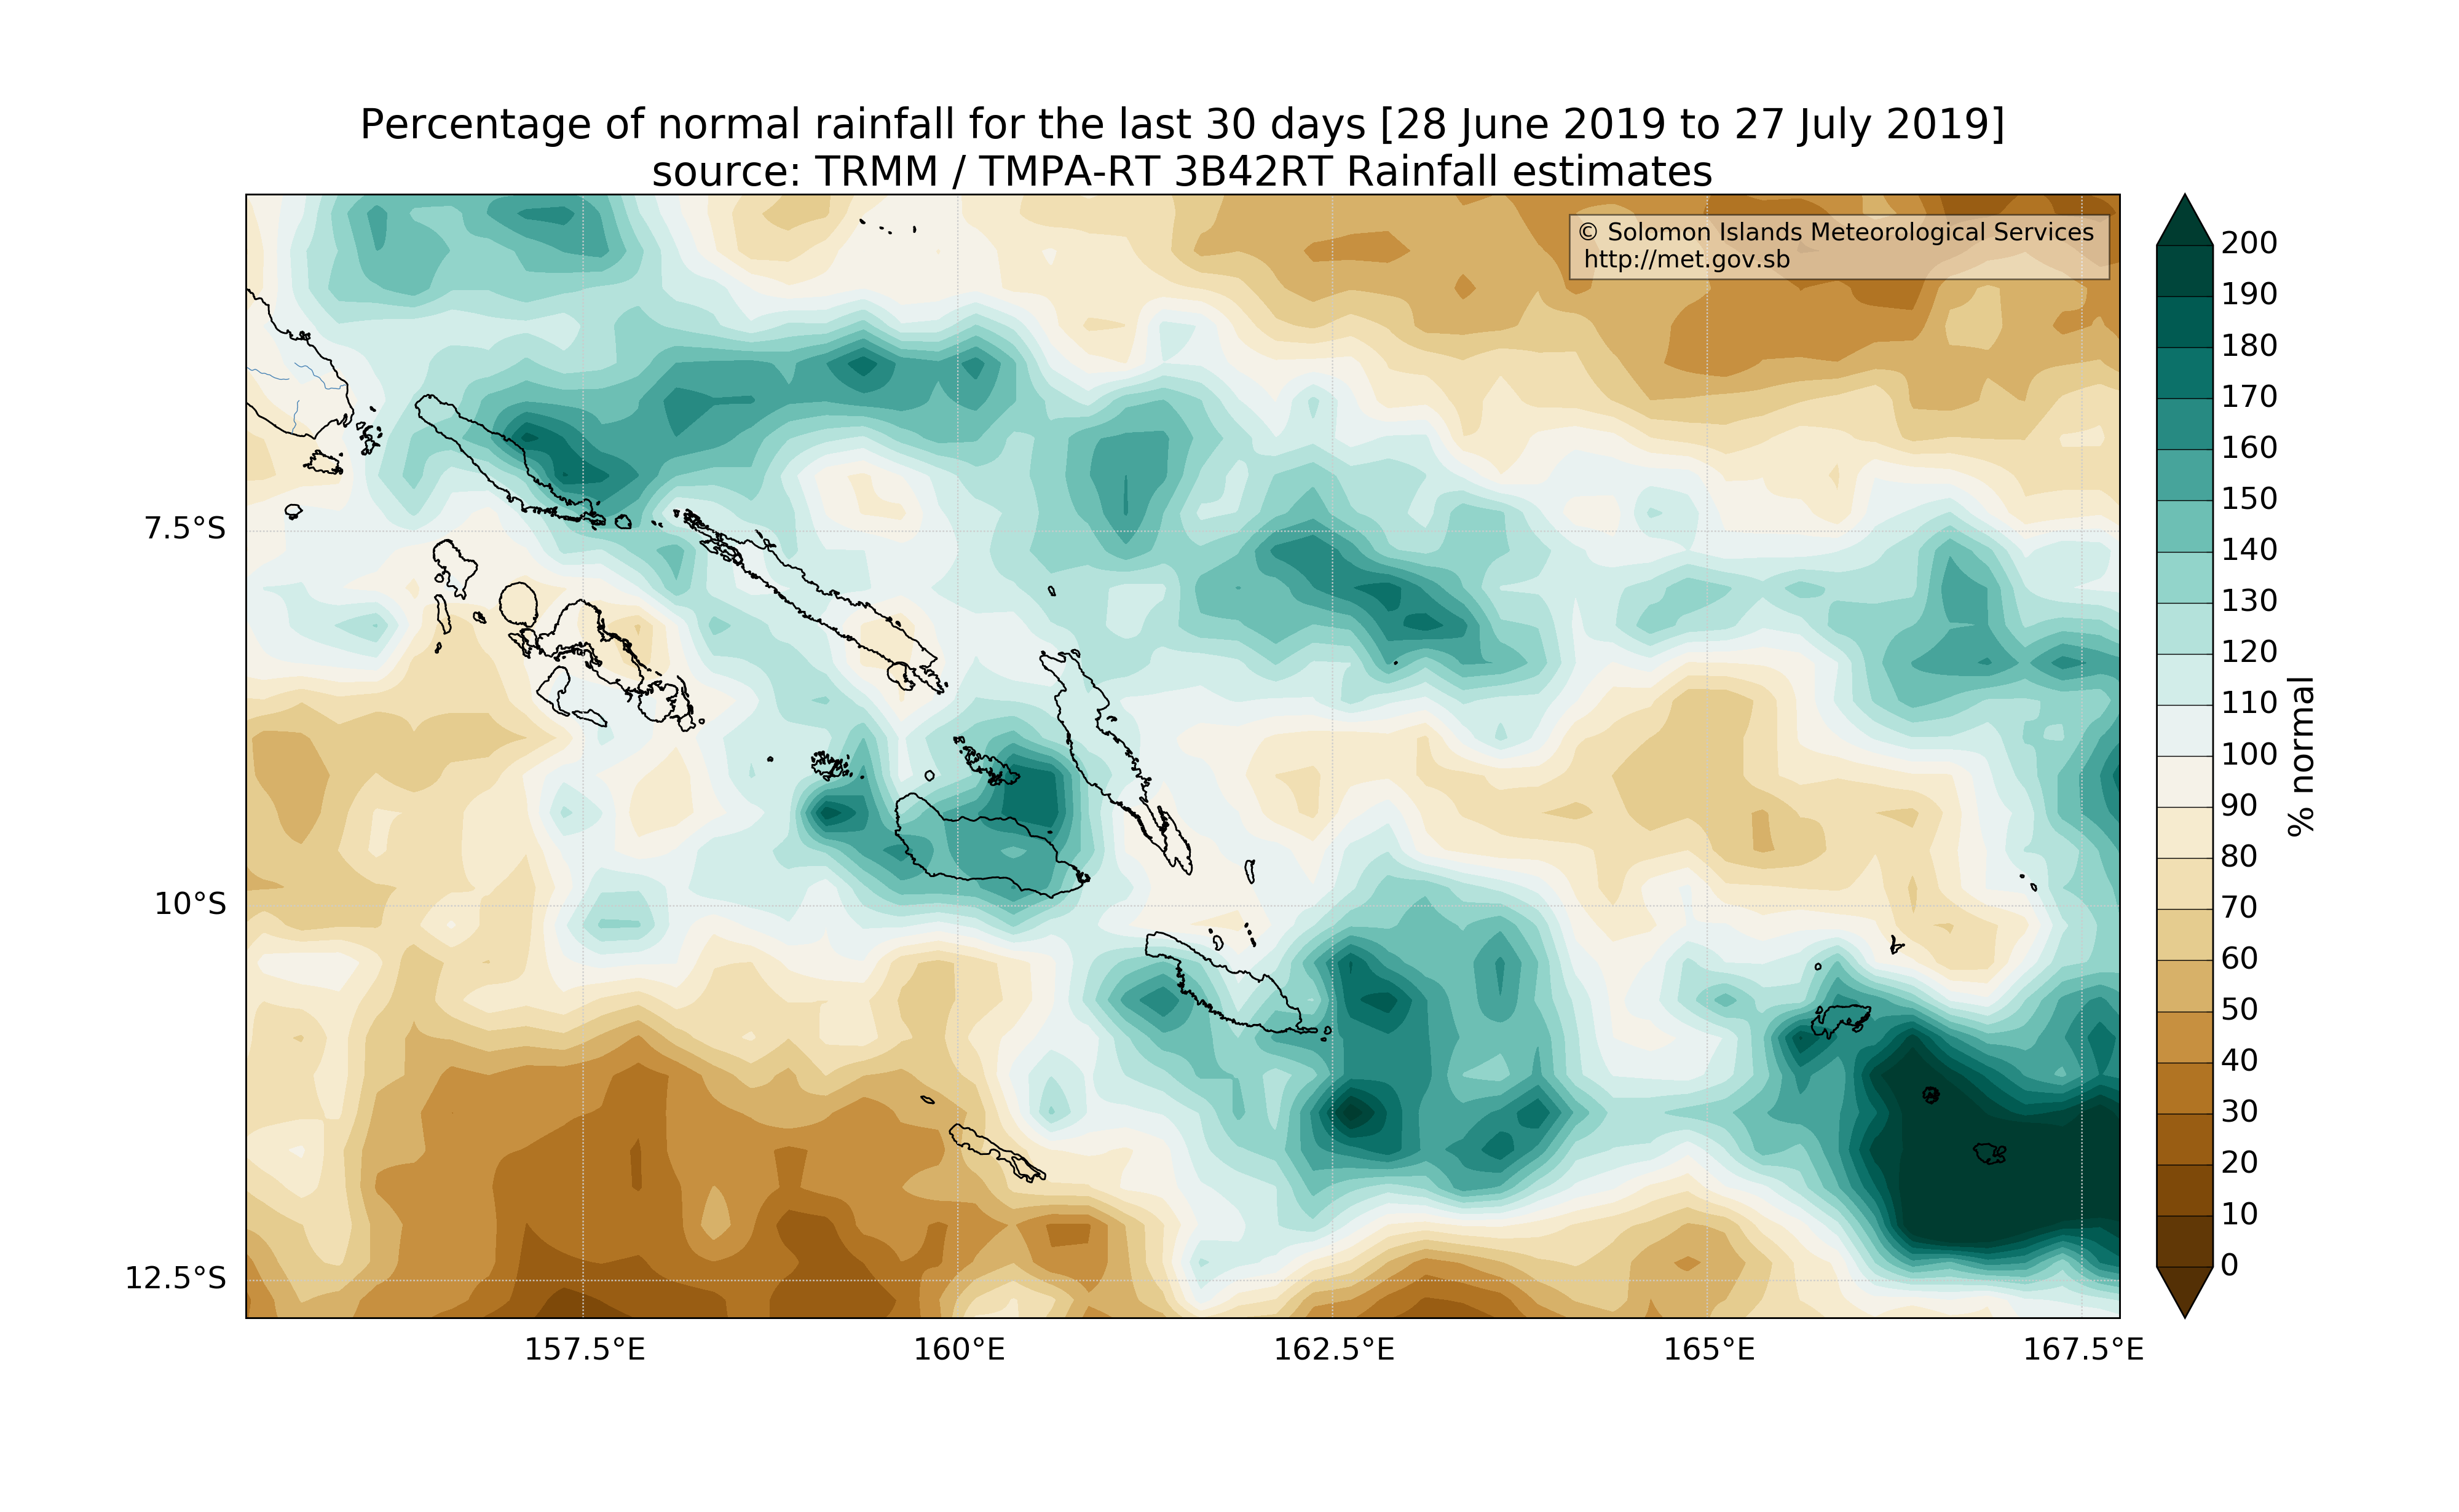 Percentage of normal rainfall for the last 30 days [28 June 2019 to 27 July 2019]
source: TRMM / TMPA-RT 3B42RT Rainfall estimates
© Solomon Islands Meteorological Services
http://met.gov.sb
7.5°S
10°S
12.5°S
157.5°E
160°E
162.5°E
165°E
167.5°E
200
190
180
170
160
150
140
130
120
110
100
90
80
70
60
50
40
30
20
10
0
% normal